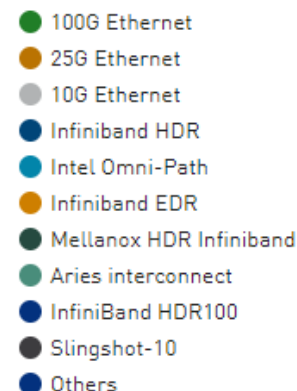 100G Ethernet
25G Ethernet
10G Ethernet
Infiniband HDR
Intel Omni-Path
Infiniband EDR
Mellanox HDR Infiniband
Aries interconnect
InfiniBand HDR100
Slingshot-10
Others